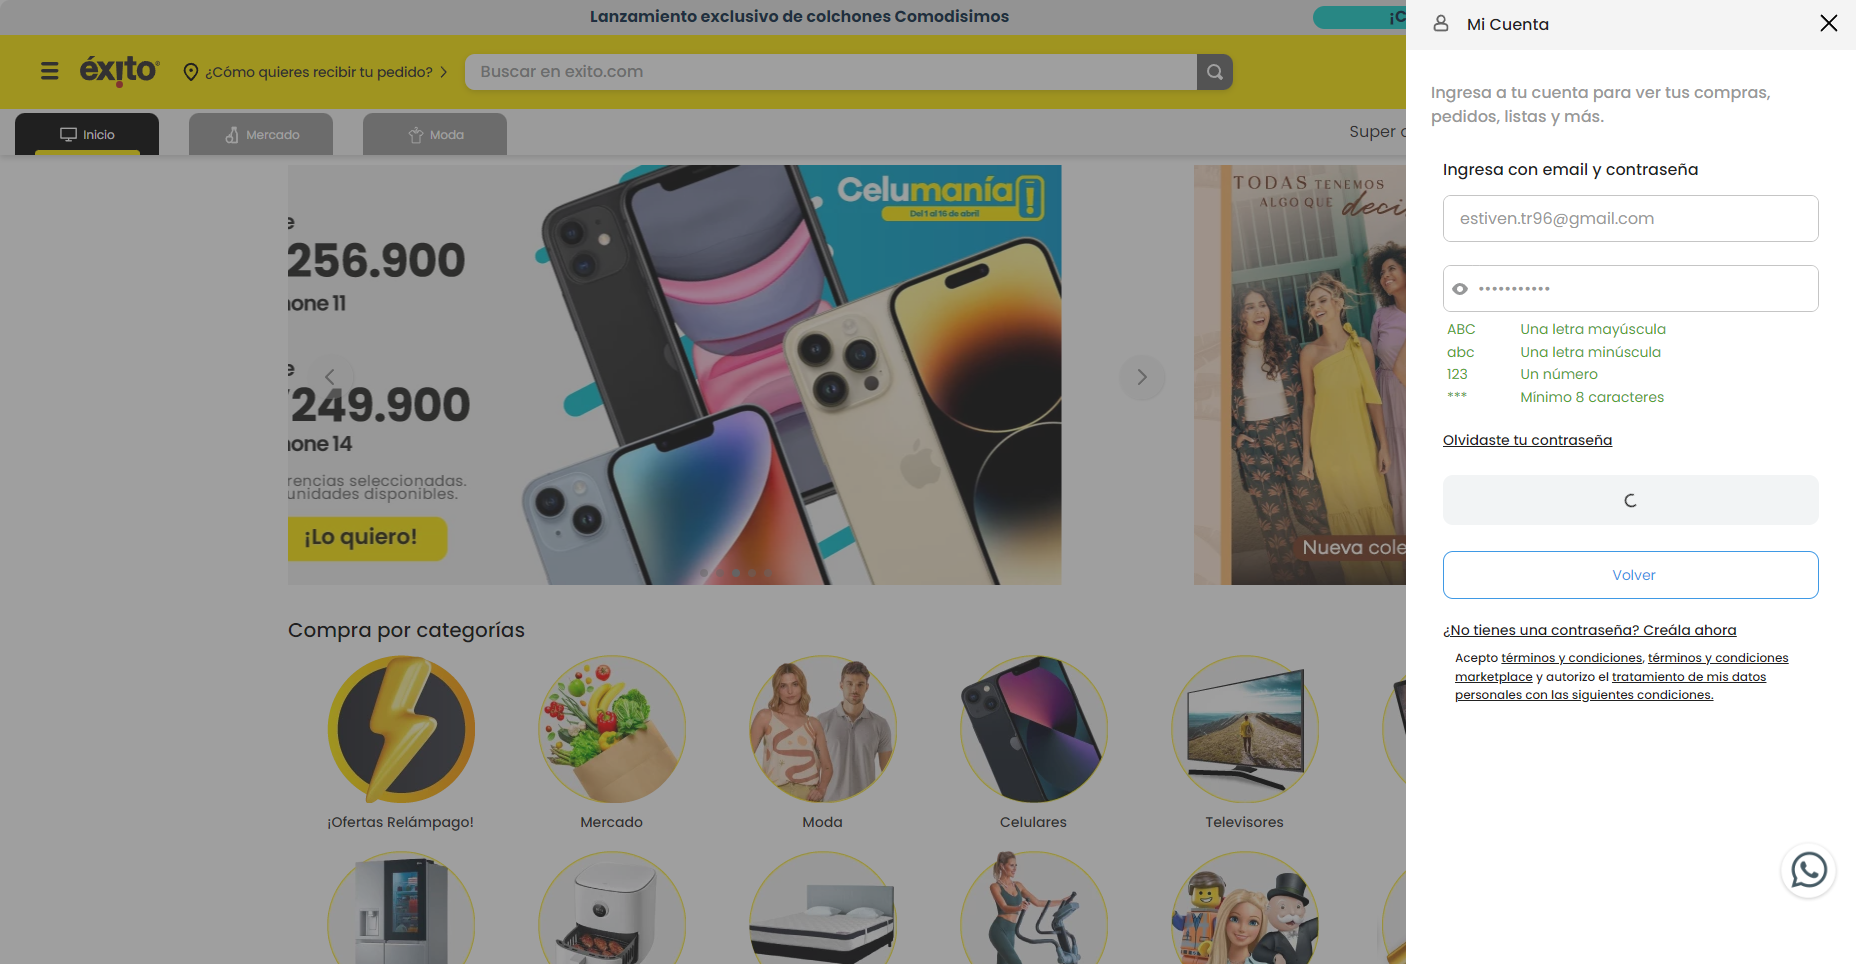 Lanzamiento exclusivo de colchones Comodisimos
éxito
¿Cómo quieres recibir tu pedido?
Buscar en exito.com
Inicio
Mercado
Moda
Super
256.900
hone 11
249.900
hone 14
rencias seleccionadas.
unidades disponibles.
¡Lo quiero!
Celumanía
Del 1 al 16 de abril
TODAS TENEMOS
ALGO QUE deci
Nueva cole
Compra por categorías
¡Ofertas Relámpago!
Mercado
Moda
Celulares
Televisores
Mi Cuenta
Ingresa a tu cuenta para ver tus compras,
pedidos, listas y más.
Ingresa con email y contraseña
estiven.tr96@gmail.com
•••••••••••
ABC Una letra mayúscula
abc Una letra minúscula
123 Un número
*** Mínimo 8 caracteres
Olvidaste tu contraseña
Volver
¿No tienes una contraseña? Creála ahora
Acepto términos y condiciones, términos y condiciones
marketplace y autorizo el tratamiento de mis datos
personales con las siguientes condiciones.